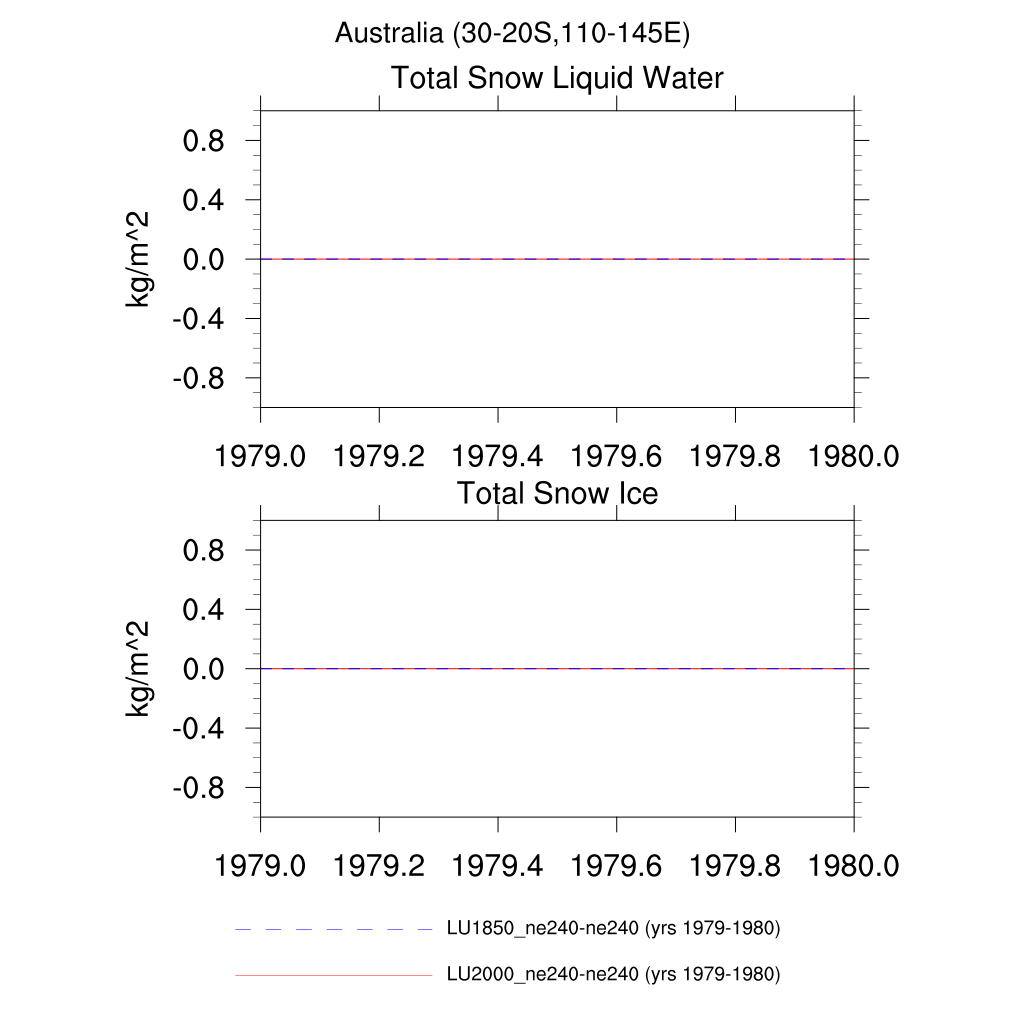 Australia (30-20S,110-145E)
Total Snow Liquid Water
0.8
0.4
0.0
-0.4
-0.8
kg/m^2
1979.0 1979.2 1979.4 1979.6 1979.8 1980.0
Total Snow Ice
0.8
0.4
0.0
-0.4
-0.8
kg/m^2
1979.0 1979.2 1979.4 1979.6 1979.8 1980.0
LU1850_ne240-ne240 (yrs 1979-1980)
LU2000_ne240-ne240 (yrs 1979-1980)